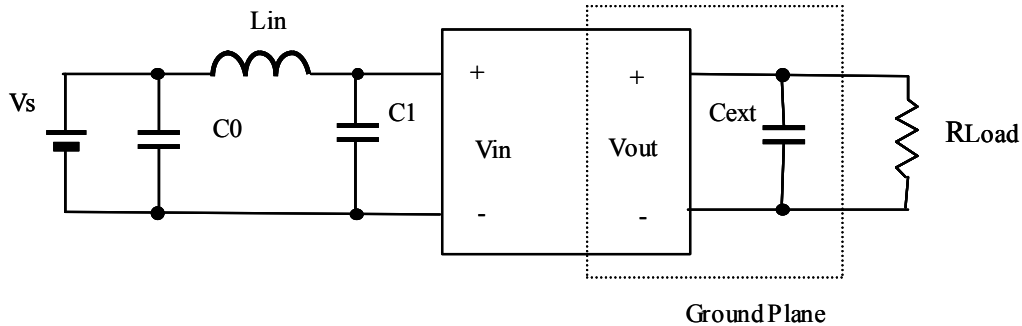 Lin
Vs
C0
C1
+
Vin
-
+
Vout
-
Cext
RLoad
Ground Plane